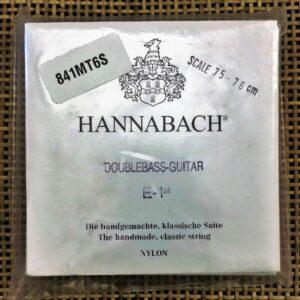 841MT6S
SCALE 75 - 76 cm
HANNABACH®
DOUBLEBASS-GUITAR
E-1st
Die handgemachte, klassische Saite
The handmade, classic string
NYLON